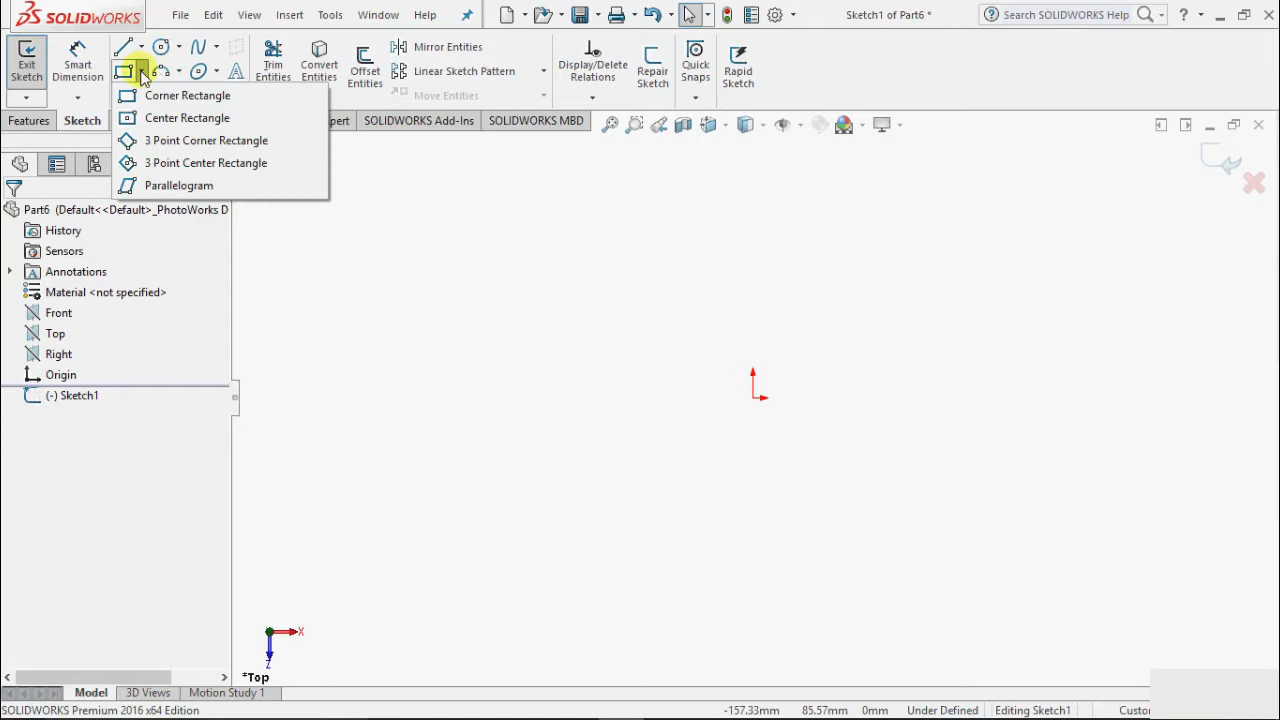 SOLIDWORKS File Edit View Insert Tools Window Help Sketch1 of Part6 * Search SOLIDWORKS Help ?
Exit Sketch
Smart Dimension
Trim Entities
Convert Entities
Offset Entities
Mirror Entities
Linear Sketch Pattern
Move Entities
Display/Delete Relations
Repair Sketch
Quick Snaps
Rapid Sketch
Corner Rectangle
Center Rectangle
3 Point Corner Rectangle
3 Point Center Rectangle
Parallelogram
Features Sketch pert SOLIDWORKS Add-Ins SOLIDWORKS MBD
Part6 (Default<<Default>_PhotoWorks D
History
Sensors
Annotations
Material <not specified>
Front
Top
Right
Origin
(-) Sketch1
X
Z
*Top
Model 3D Views Motion Study 1
SOLIDWORKS Premium 2016 x64 Edition -157.33mm 85.57mm 0mm Under Defined Editing Sketch1 Custo